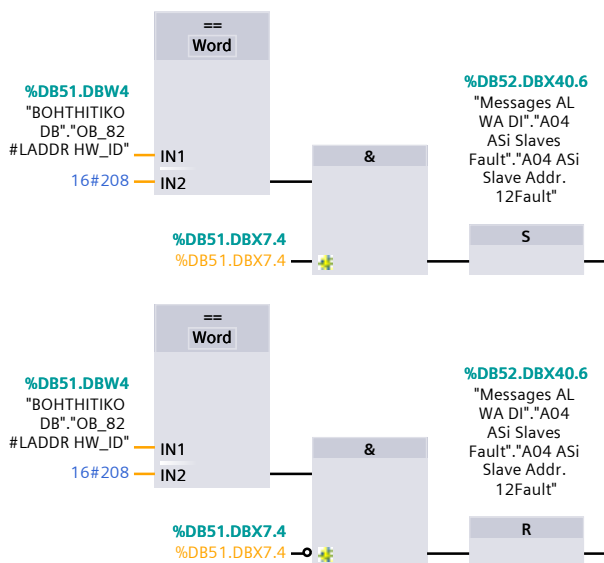 ==
Word
%DB51.DBW4
"BOHTHITIKO
DB"."OB_82
#LADDR HW_ID"
IN1
16#208
IN2
&
%DB51.DBX7.4
%DB51.DBX7.4
%DB52.DBX40.6
"Messages AL
WA DI"."A04
ASi Slaves
Fault"."A04 ASi
Slave Addr.
12Fault"
S
==
Word
%DB51.DBW4
"BOHTHITIKO
DB"."OB_82
#LADDR HW_ID"
IN1
16#208
IN2
&
%DB51.DBX7.4
%DB51.DBX7.4
%DB52.DBX40.6
"Messages AL
WA DI"."A04
ASi Slaves
Fault"."A04 ASi
Slave Addr.
12Fault"
R